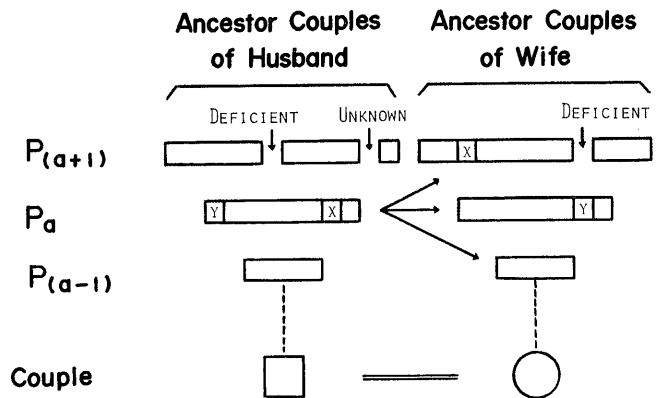 Ancestor Couples of Husband
Ancestor Couples of Wife
DEFICIENT
UNKNOWN
DEFICIENT
P(a+1)
X
Pa
Y
X
Y
P(a-1)
Couple